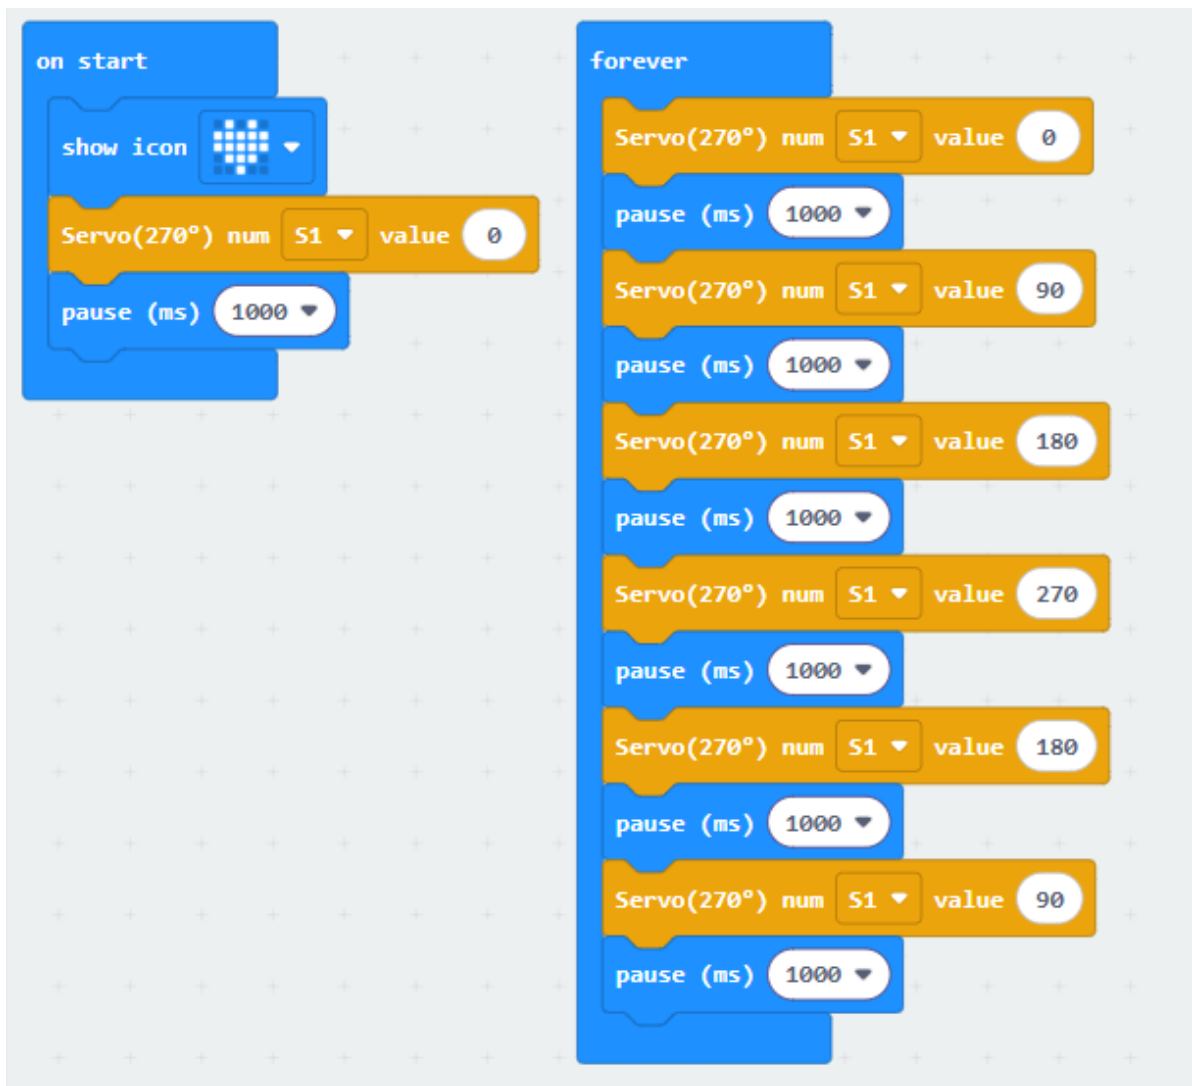 on start
show icon
Servo(270°) num S1 value 0
pause (ms) 1000
forever
Servo(270°) num S1 value 0
pause (ms) 1000
Servo(270°) num S1 value 90
pause (ms) 1000
Servo(270°) num S1 value 180
pause (ms) 1000
Servo(270°) num S1 value 270
pause (ms) 1000
Servo(270°) num S1 value 180
pause (ms) 1000
Servo(270°) num S1 value 90
pause (ms) 1000